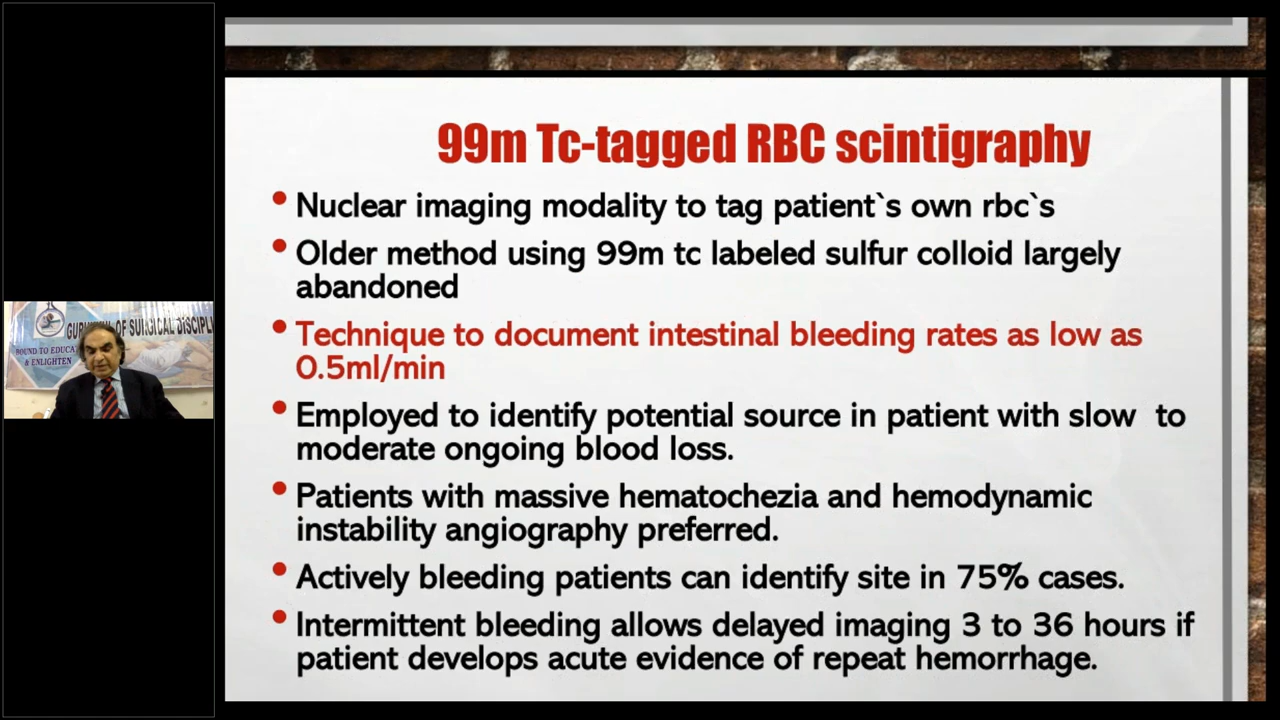 99m Tc-tagged RBC scintigraphy
Nuclear imaging modality to tag patient`s own rbc`s
Older method using 99m tc labeled sulfur colloid largely
abandoned
Technique to document intestinal bleeding rates as low as
0.5ml/min
Employed to identify potential source in patient with slow to
moderate ongoing blood loss.
Patients with massive hematochezia and hemodynamic
instability angiography preferred.
Actively bleeding patients can identify site in 75% cases.
Intermittent bleeding allows delayed imaging 3 to 36 hours if
patient develops acute evidence of repeat hemorrhage.
OF SURGICAL DISCIPL
BOUND TO EDUCA
& ENLIGHTEN